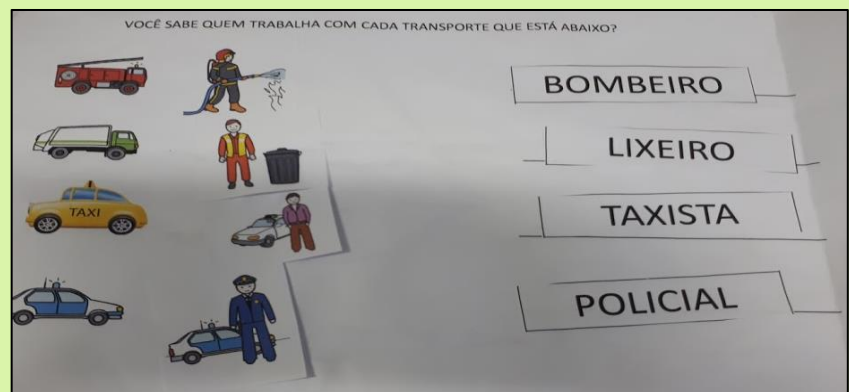 VOCÊ SABE QUEM TRABALHA COM CADA TRANSPORTE QUE ESTÁ ABAIXO?
BOMBEIRO
LIXEIRO
TAXI
TAXISTA
POLICIAL